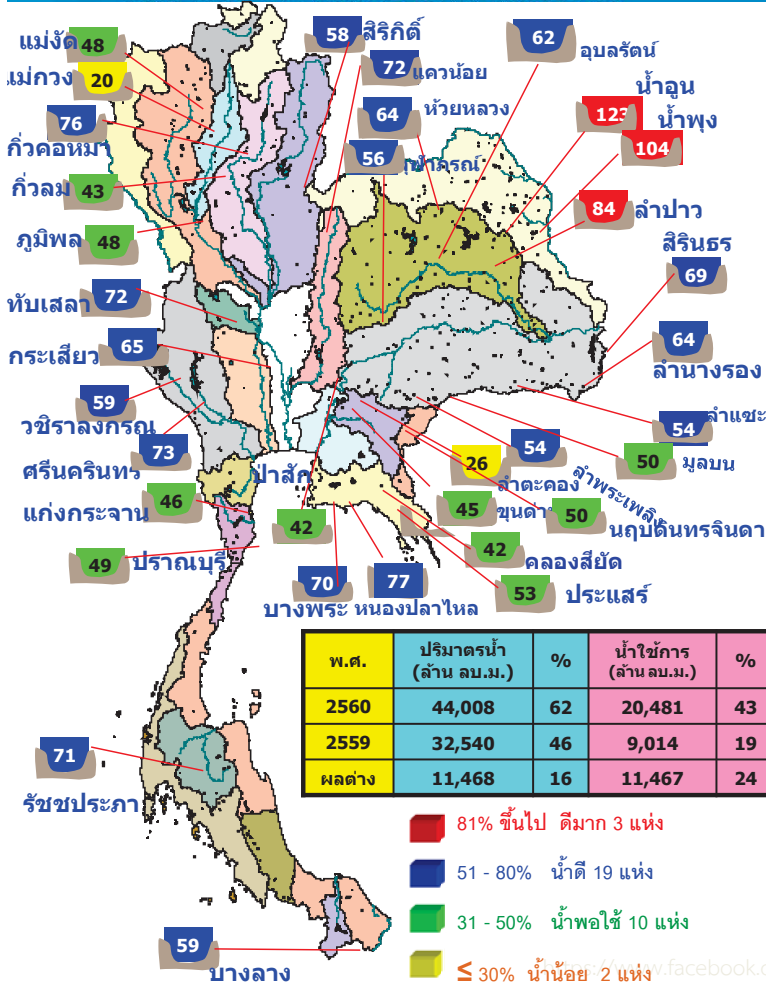 58 สิริกิติ์
แม่งัด 48
62 อุบลรัตน์
72 แควน้อย
แม่กวง 20
น้ำอูน
123
64 ห้วยหลวง
น้ำพุง
76
104
กิ่วคอหมา
56
กิ่วลม 43
84 ลำปาว
ภูมิพล 48
สิรินธร
69
ทับเสลา 72
กระเสียว 65
64
ลำนางรอง
59
วชิราลงกรณ
54 ลำแชะ
73
ศรีนครินทร์
ป่าสัก
26
54
50 มูลบน
ลำตะคอง
ลำพระเพลิง
46
แก่งกระจาน
45 ขุนด่าน
50
นฤบดินทรจินดา
42
42
คลองสียัด
49 ปราณบุรี
70
บางพระ
77
หนองปลาไหล
53 ประแสร์
พ.ศ. ปริมาตรน้ำ (ล้าน ลบ.ม.) % น้ำใช้การ (ล้าน ลบ.ม.) %
2560 44,008 62 20,481 43
2559 32,540 46 9,014 19
ผลต่าง 11,468 16 11,467 24
71
รัชชประภา
81% ขึ้นไป ดีมาก 3 แห่ง
51 - 80% น้ำดี 19 แห่ง
31 - 50% น้ำพอใช้ 10 แห่ง
≤ 30% น้ำน้อย 2 แห่ง
59
บางลาง